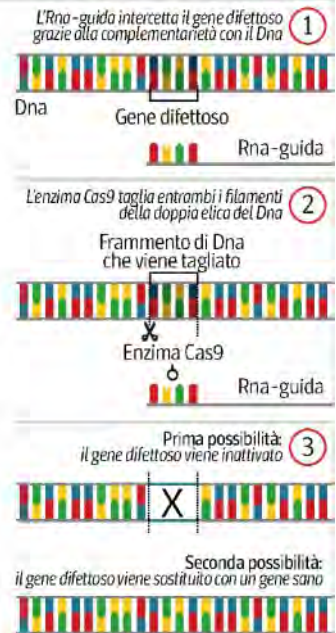 L'Rna-guida intercetta il gene difettoso
grazie alla complementarietà con il Dna
1
Dna
Gene difettoso
Rna-guida
L'enzima Cas9 taglia entrambi i filamenti
della doppia elica del Dna
2
Frammento di Dna
che viene tagliato
Enzima Cas9
Rna-guida
Prima possibilità:
il gene difettoso viene inattivato
3
X
Seconda possibilità:
il gene difettoso viene sostituito con un gene sano